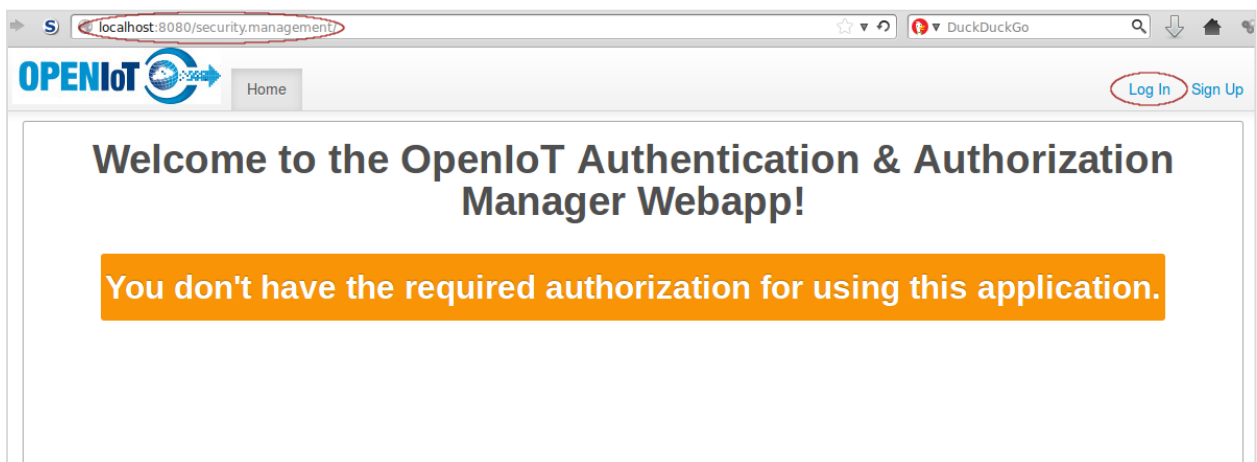 S localhost:8080/security.management/ DuckDuckGo
OPENIoT Home Log In Sign Up
Welcome to the OpenIoT Authentication & Authorization
Manager Webapp!
You don't have the required authorization for using this application.